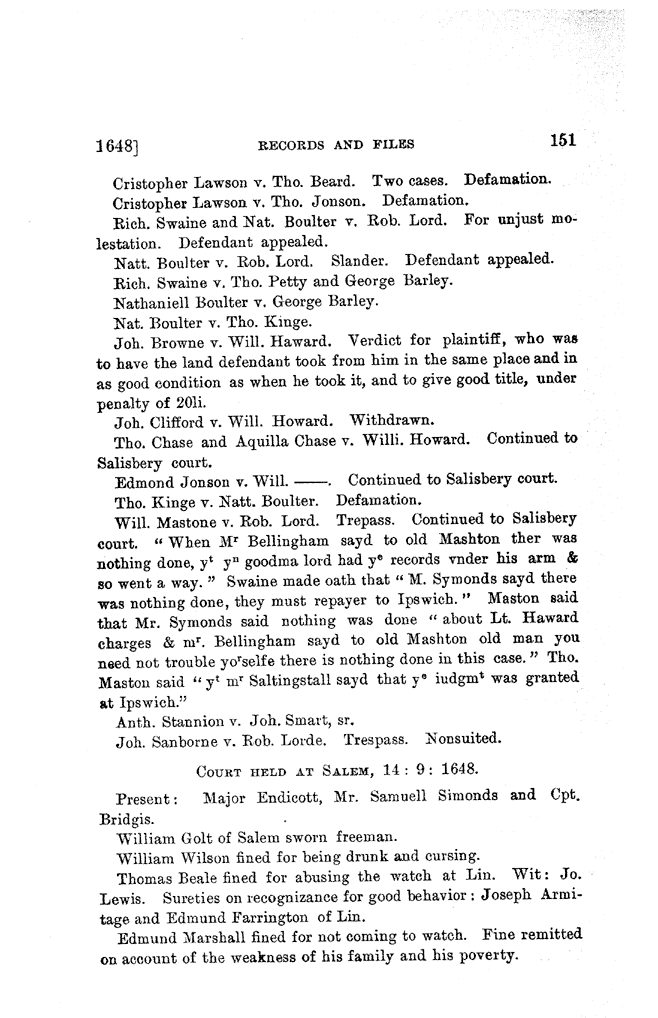 1648] RECORDS AND FILES 151
Cristopher Lawson v. Tho. Beard. Two cases. Defamation.
Cristopher Lawson v. Tho. Jonson. Defamation.
Rich. Swaine and Nat. Boulter v. Rob. Lord. For unjust mo-
lestation. Defendant appealed.
Natt. Boulter v. Rob. Lord. Slander. Defendant appealed.
Rich. Swaine v. Tho. Petty and George Barley.
Nathaniell Boulter v. George Barley.
Nat. Boulter v. Tho. Kinge.
Joh. Browne v. Will. Haward. Verdict for plaintiff, who was
to have the land defendant took from him in the same place and in
as good condition as when he took it, and to give good title, under
penalty of 20li.
Joh. Clifford v. Will. Howard. Withdrawn.
Tho. Chase and Aquilla Chase v. Willi. Howard. Continued to
Salisbery court.
Edmond Jonson v. Will. ——. Continued to Salisbery court.
Tho. Kinge v. Natt. Boulter. Defamation.
Will. Mastone v. Rob. Lord. Trepass. Continued to Salisbery
court. “ When Mʳ Bellingham sayd to old Mashton ther was
nothing done, yᵗ yⁿ goodma lord had yᵉ records vnder his arm &
so went a way. ” Swaine made oath that “ M. Symonds sayd there
was nothing done, they must repayer to Ipswich. ” Maston said
that Mr. Symonds said nothing was done “ about Lt. Haward
charges & mʳ. Bellingham sayd to old Mashton old man you
need not trouble yoʳselfe there is nothing done in this case. ” Tho.
Maston said “ yᵗ mʳ Saltingstall sayd that yᵉ iudgmᵗ was granted
at Ipswich.”
Anth. Stannion v. Joh. Smart, sr.
Joh. Sanborne v. Rob. Lorde. Trespass. Nonsuited.
COURT HELD AT SALEM, 14 : 9 : 1648.
Present : Major Endicott, Mr. Samuell Simonds and Cpt.
Bridgis.
William Golt of Salem sworn freeman.
William Wilson fined for being drunk and cursing.
Thomas Beale fined for abusing the watch at Lin. Wit : Jo.
Lewis. Sureties on recognizance for good behavior : Joseph Armi-
tage and Edmund Farrington of Lin.
Edmund Marshall fined for not coming to watch. Fine remitted
on account of the weakness of his family and his poverty.